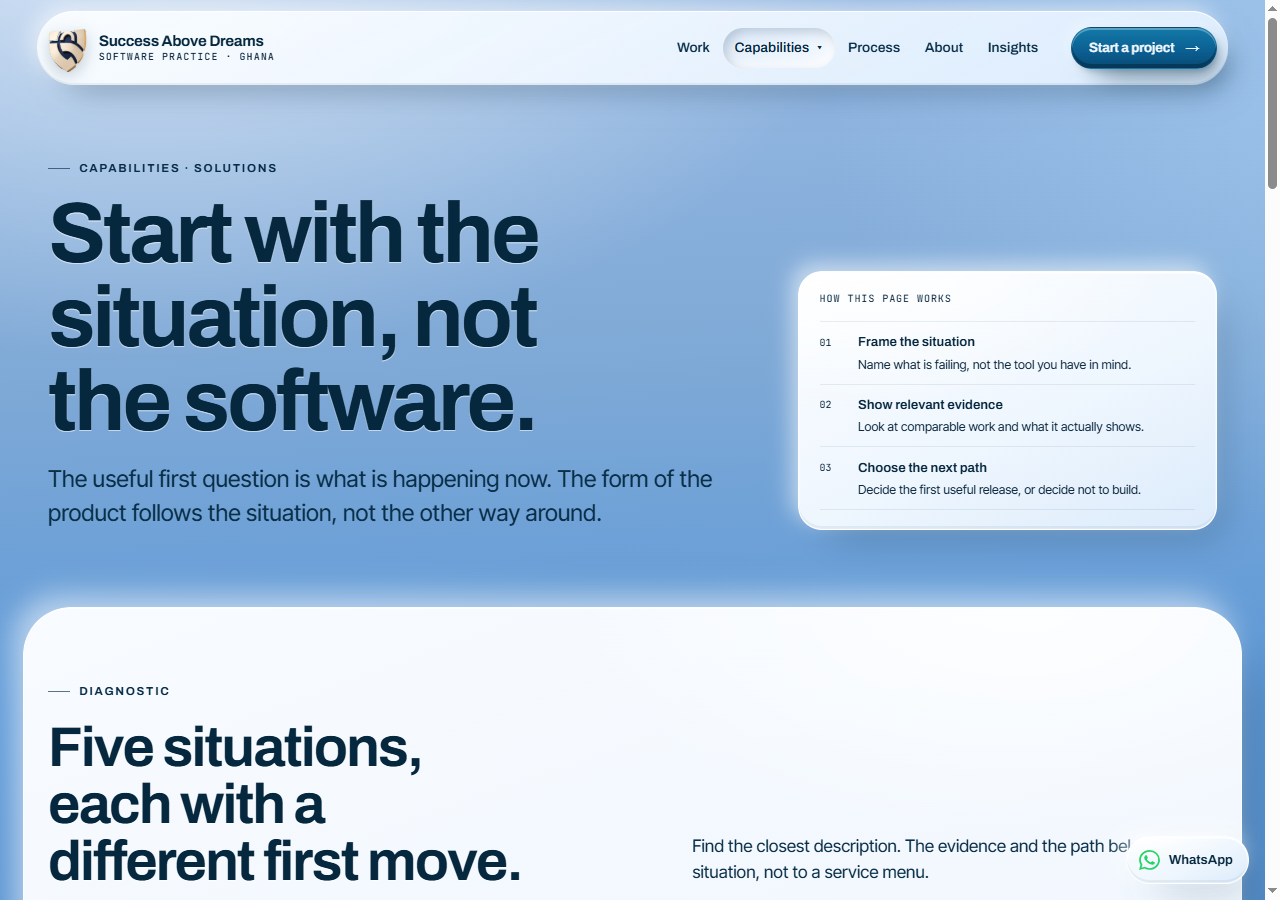 Success Above Dreams
SOFTWARE PRACTICE · GHANA
Work
Capabilities
Process
About
Insights
Start a project →
CAPABILITIES · SOLUTIONS
Start with the
situation, not
the software.
The useful first question is what is happening now. The form of the
product follows the situation, not the other way around.
HOW THIS PAGE WORKS
01 Frame the situation
Name what is failing, not the tool you have in mind.
02 Show relevant evidence
Look at comparable work and what it actually shows.
03 Choose the next path
Decide the first useful release, or decide not to build.
DIAGNOSTIC
Five situations,
each with a
different first move.
Find the closest description. The evidence and the path
situation, not to a service menu.
WhatsApp